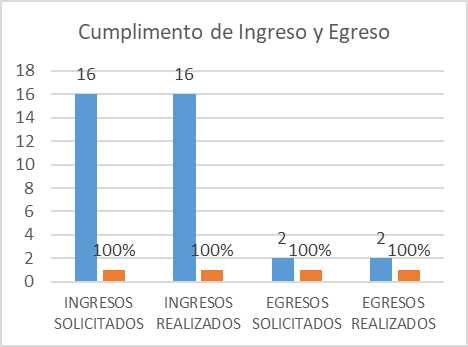 Cumplimento de Ingreso y Egreso
18
16
14
12
10
8
6
4
2
0
16
100%
16
100%
2
100%
2
100%
INGRESOS
SOLICITADOS
INGRESOS
REALIZADOS
EGRESOS
SOLICITADOS
EGRESOS
REALIZADOS